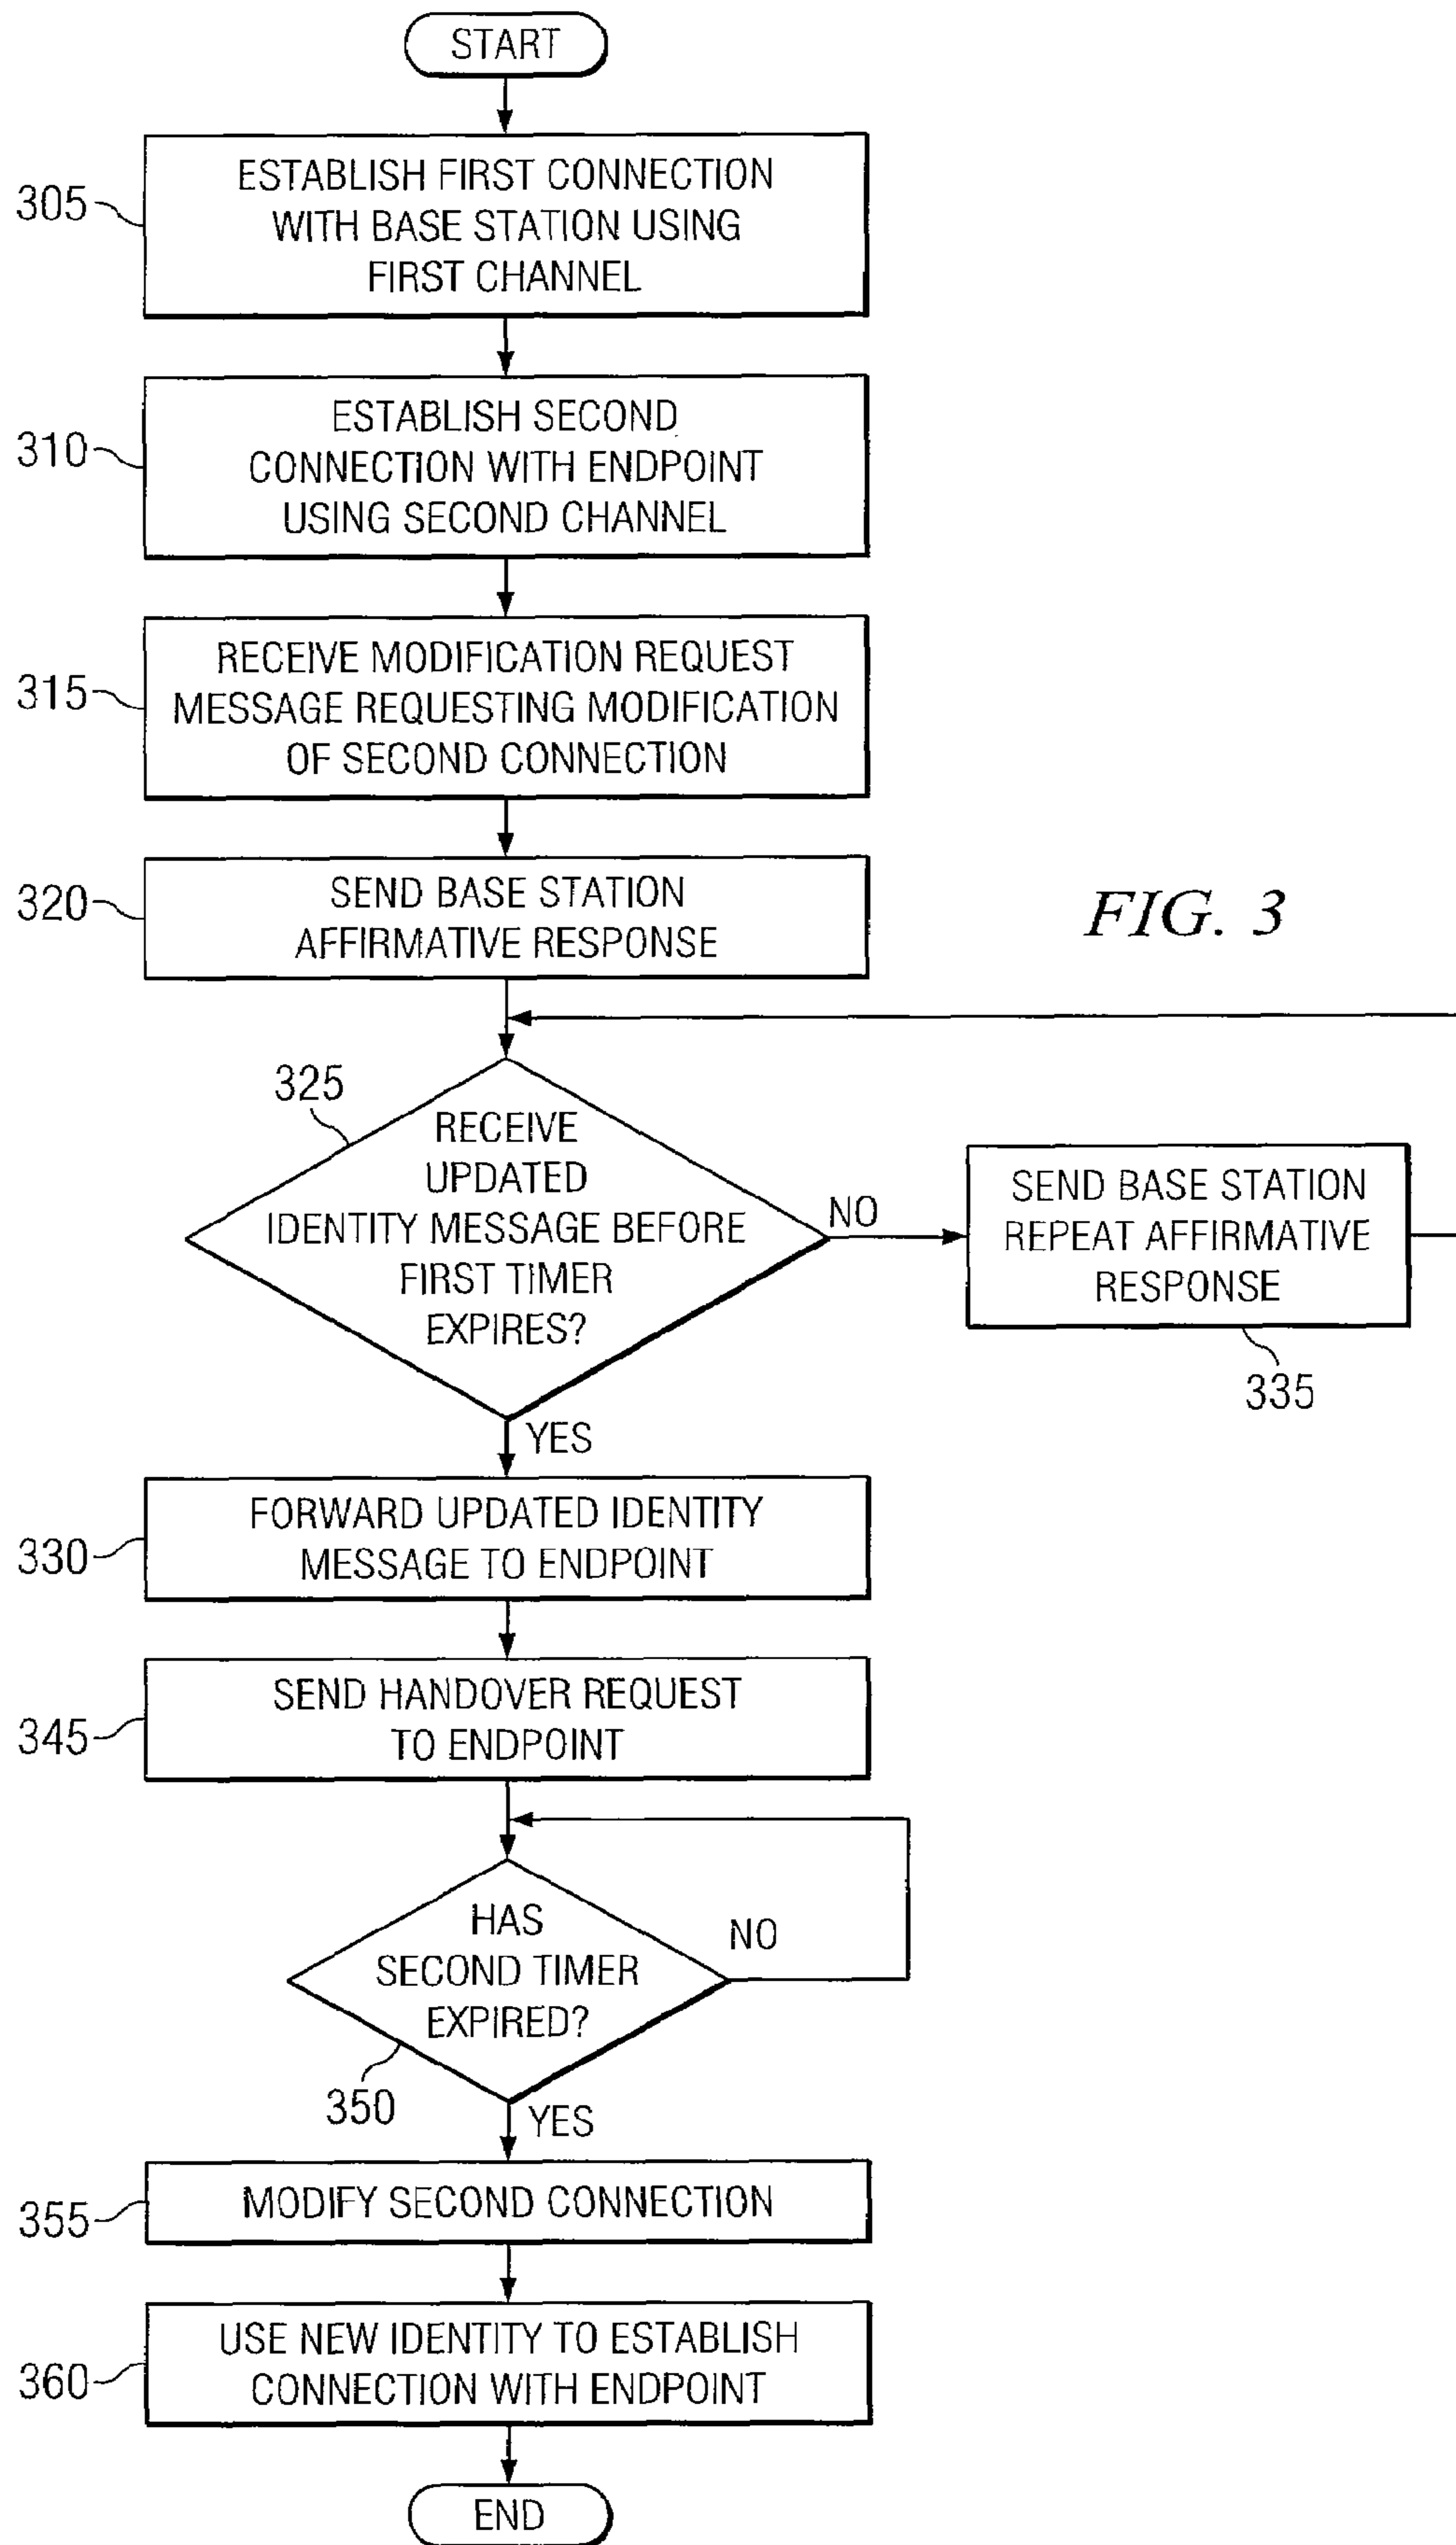 START
305
ESTABLISH FIRST CONNECTION
WITH BASE STATION USING
FIRST CHANNEL
310
ESTABLISH SECOND
CONNECTION WITH ENDPOINT
USING SECOND CHANNEL
315
RECEIVE MODIFICATION REQUEST
MESSAGE REQUESTING MODIFICATION
OF SECOND CONNECTION
320
SEND BASE STATION
AFFIRMATIVE RESPONSE
FIG. 3
325
RECEIVE
UPDATED
IDENTITY MESSAGE BEFORE
FIRST TIMER
EXPIRES?
NO
SEND BASE STATION
REPEAT AFFIRMATIVE
RESPONSE
335
YES
330
FORWARD UPDATED IDENTITY
MESSAGE TO ENDPOINT
345
SEND HANDOVER REQUEST
TO ENDPOINT
HAS
SECOND TIMER
EXPIRED?
NO
350
YES
355
MODIFY SECOND CONNECTION
360
USE NEW IDENTITY TO ESTABLISH
CONNECTION WITH ENDPOINT
END